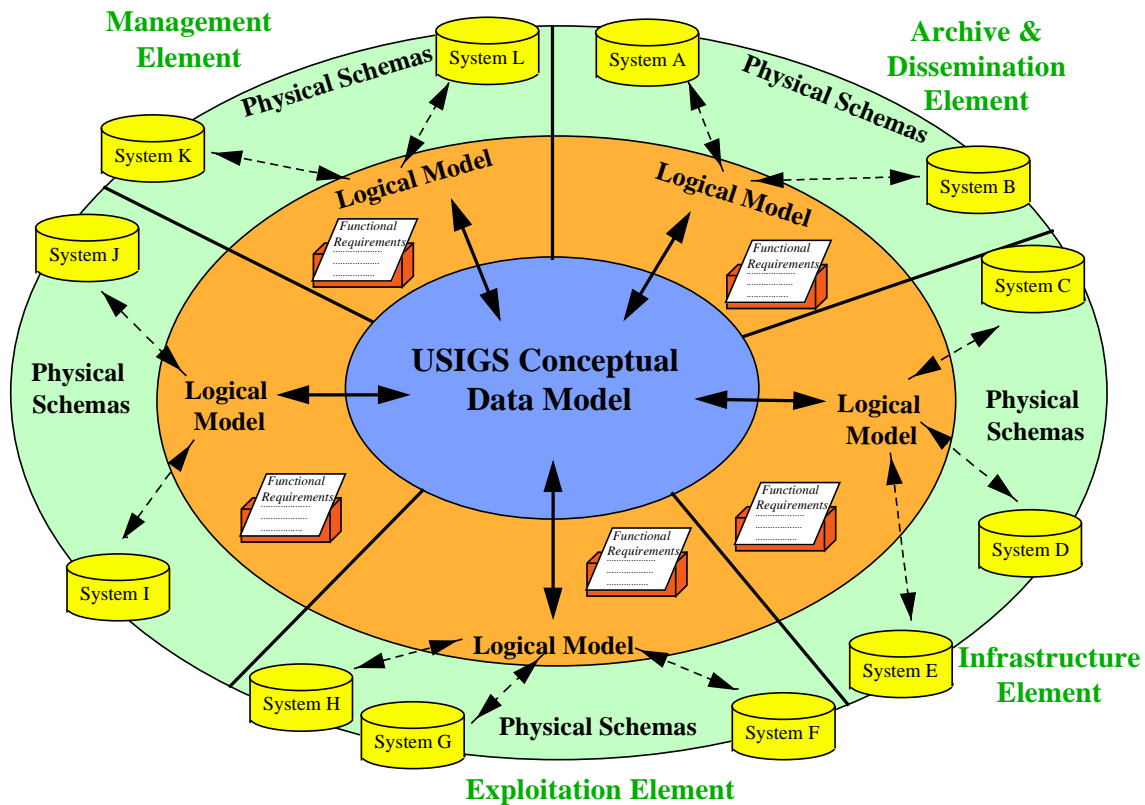 Management
Element
System L
System A
Archive &
Dissemination
Element
Physical Schemas
Physical Schemas
System K
System B
Logical Model
Logical Model
System J
Functional
Requirements
Functional
Requirements
System C
USIGS Conceptual
Data Model
Physical
Schemas
Logical
Model
Logical
Model
Physical
Schemas
Functional
Requirements
Functional
Requirements
Functional
Requirements
System D
System I
Logical Model
System E
Infrastructure
Element
System H
System G
Physical Schemas
System F
Exploitation Element